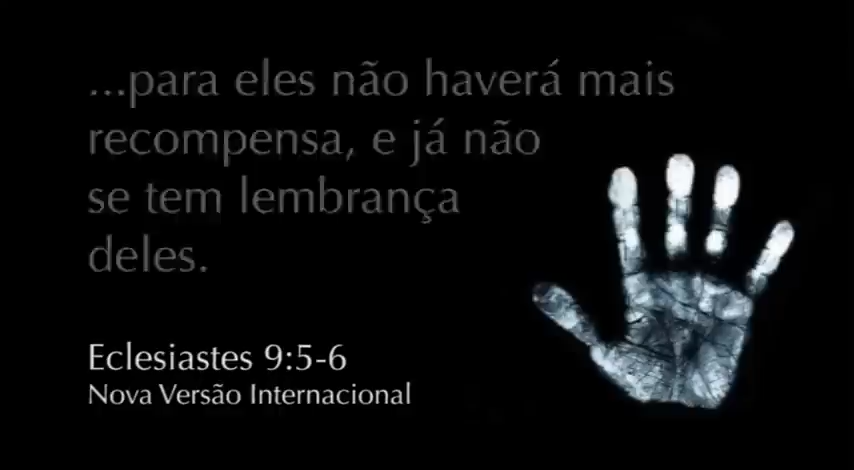 ...para eles não haverá mais
recompensa, e já não
se tem lembrança
deles.
Eclesiastes 9:5-6
Nova Versão Internacional